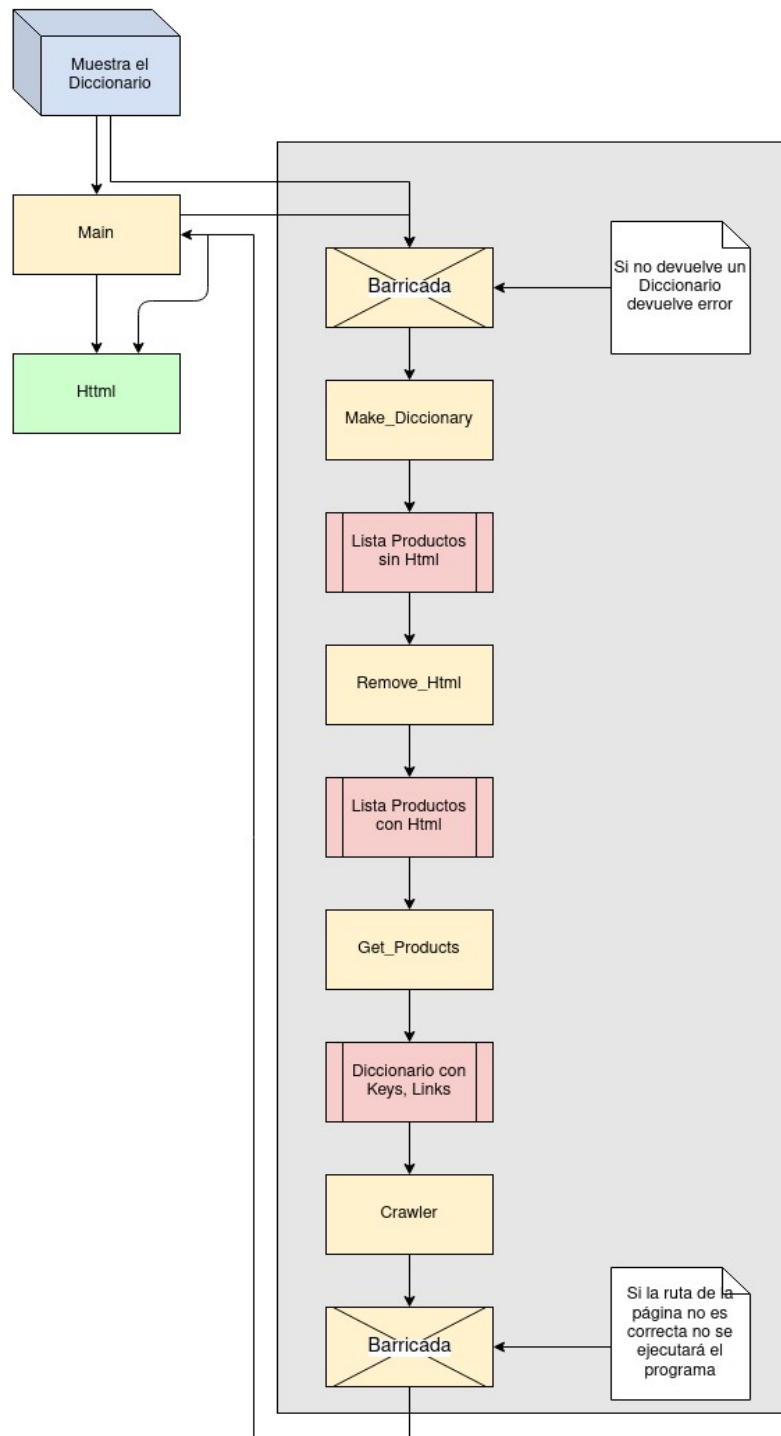 Muestra el
Diccionario
Main
Httml
Barricada
Si no devuelve un
Diccionario
devuelve error
Make_Diccionary
Lista Productos
sin Html
Remove_Html
Lista Productos
con Html
Get_Products
Diccionario con
Keys, Links
Crawler
Barricada
Si la ruta de la
página no es
correcta no se
ejecutará el
programa